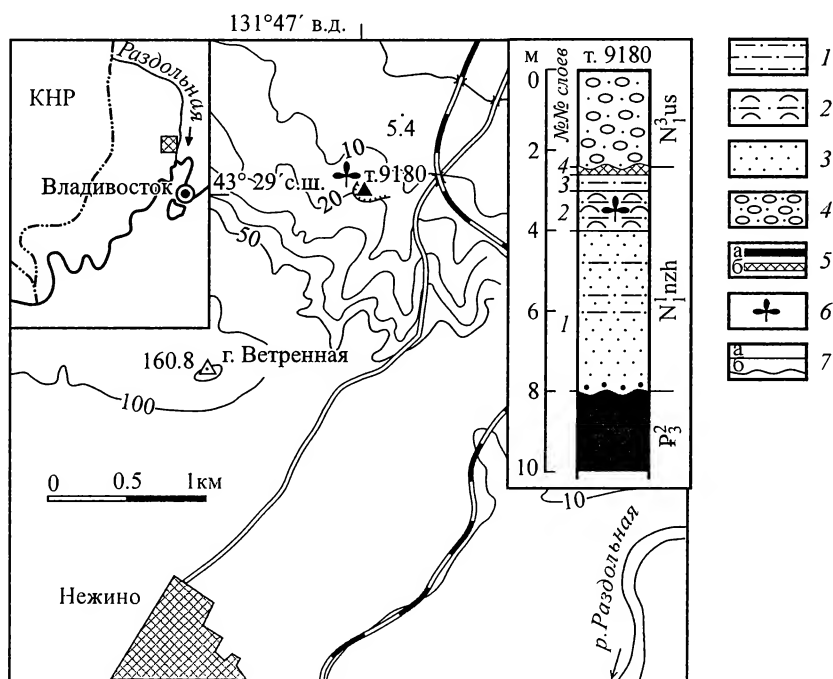 131°47′ в.д.
Раздольная
КНР
Владивосток
43° 29′с.ш.
5.4
10
т.9180
20
50
160.8
г. Ветренная
100
0 0.5 1км
Нежино
р.Раздольная
10
м
т. 9180
№№ слоев
0
2
4
6
8
10
4
3
2
1
N₁³us
N₁¹nzh
₽₃²
1
2
3
4
а
б
5
6
а
б
7